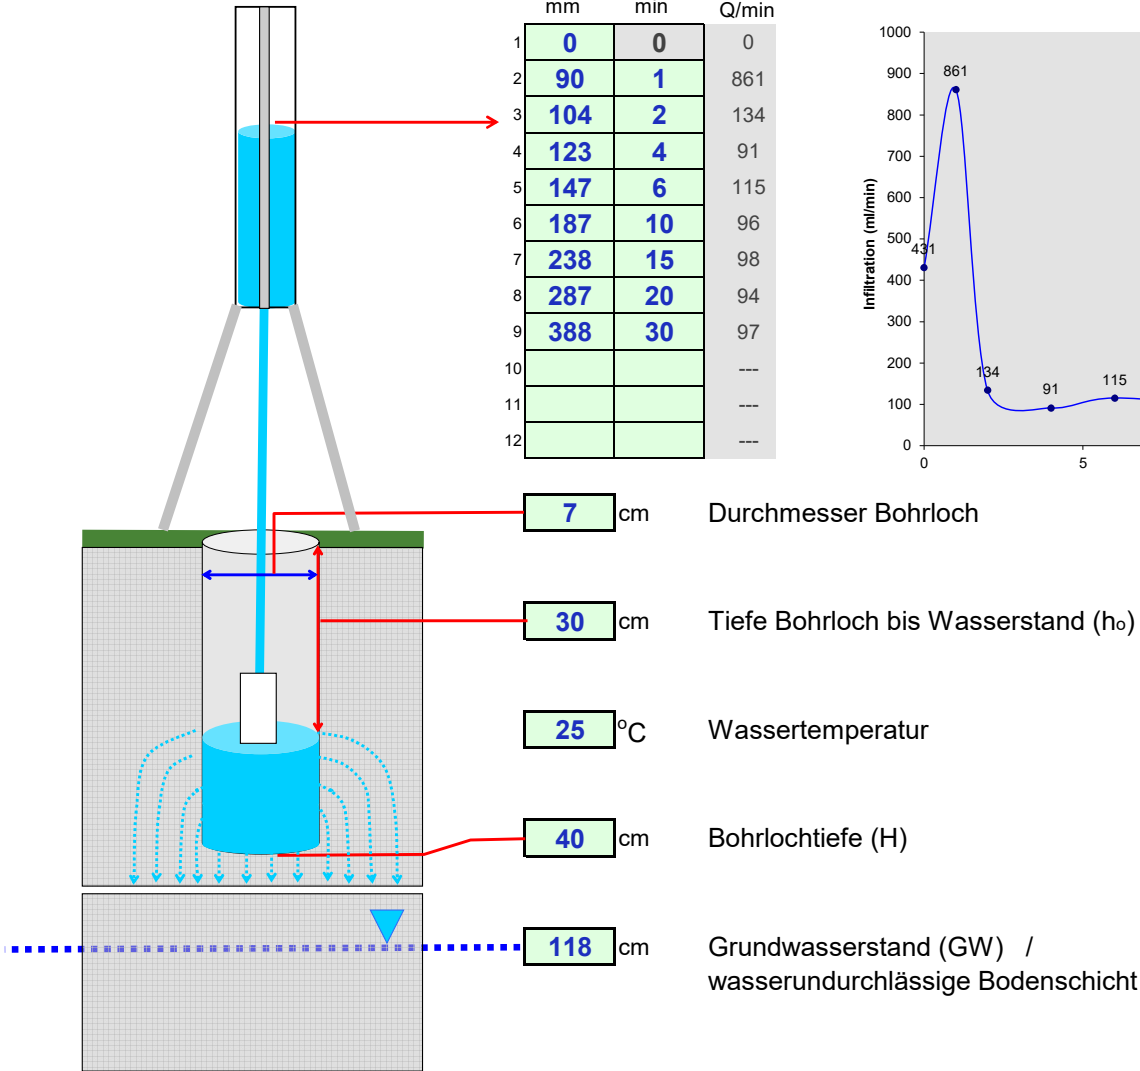 mm min Q/min
1 0 0 0
2 90 1 861
3 104 2 134
4 123 4 91
5 147 6 115
6 187 10 96
7 238 15 98
8 287 20 94
9 388 30 97
10 ---
11 ---
12 ---
Infiltration (ml/min)
1000
900
800
700
600
500
400
300
200
100
0
0 5
431
861
134
91
115
7 cm Durchmesser Bohrloch
30 cm Tiefe Bohrloch bis Wasserstand (ho)
25 °C Wassertemperatur
40 cm Bohrlochtiefe (H)
118 cm Grundwasserstand (GW) /
wasserundurchlässige Bodenschicht